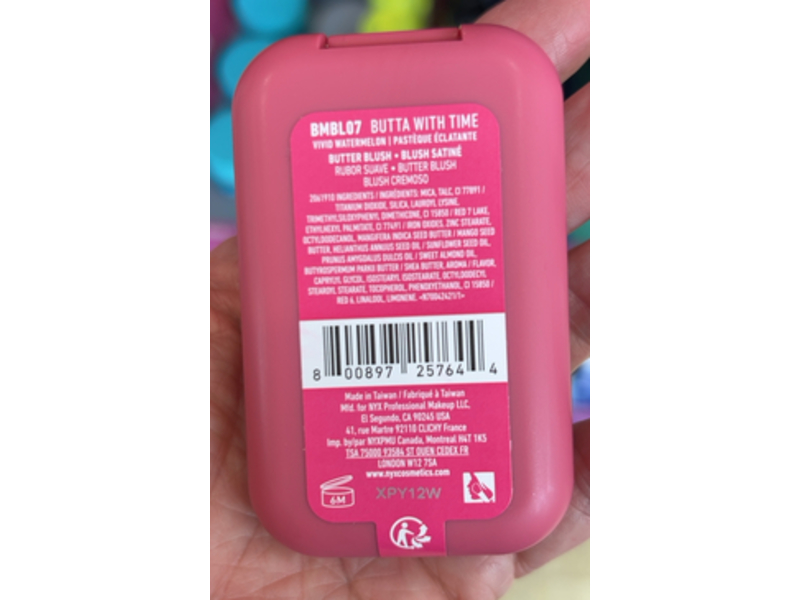 BMBL07 BUTTA WITH TIME
VIVID WATERMELON | PASTÈQUE ÉCLATANTE
BUTTER BLUSH • BLUSH SATINÉ
RUBOR SUAVE • BUTTER BLUSH
BLUSH CREMOSO
2061910 INGREDIENTS / INGRÉDIENTS: MICA, TALC, CI 77891 /
TITANIUM DIOXIDE, SILICA, LAUROYL LYSINE,
TRIMETHYLSILOXYPHENYL DIMETHICONE, CI 15850 / RED 7 LAKE,
ETHYLHEXYL PALMITATE, CI 77491 / IRON OXIDES, ZINC STEARATE,
OCTYLDODECANOL, MANGIFERA INDICA SEED BUTTER / MANGO SEED
BUTTER, HELIANTHUS ANNUUS SEED OIL / SUNFLOWER SEED OIL,
PRUNUS AMYGDALUS DULCIS OIL / SWEET ALMOND OIL,
BUTYROSPERMUM PARKII BUTTER / SHEA BUTTER, AROMA / FLAVOR,
CAPRYLYL GLYCOL, ISOSTEARYL ISOSTEARATE, OCTYLDODECYL
STEAROYL STEARATE, TOCOPHEROL, PHENOXYETHANOL, CI 15850 /
RED 6, LINALOOL, LIMONENE. <N70042421/1>
8 00897 25764 4
Made in Taiwan / Fabriqué à Taiwan
Mfd. for NYX Professional Makeup LLC,
El Segundo, CA 90245 USA
41, rue Martre 92110 CLICHY France
Imp. by/par NYXPMU Canada, Montreal H4T 1K5
TSA 75000 93584 ST OUEN CEDEX FR
LONDON W12 7SA
www.nyxcosmetics.com
6M XPY12W